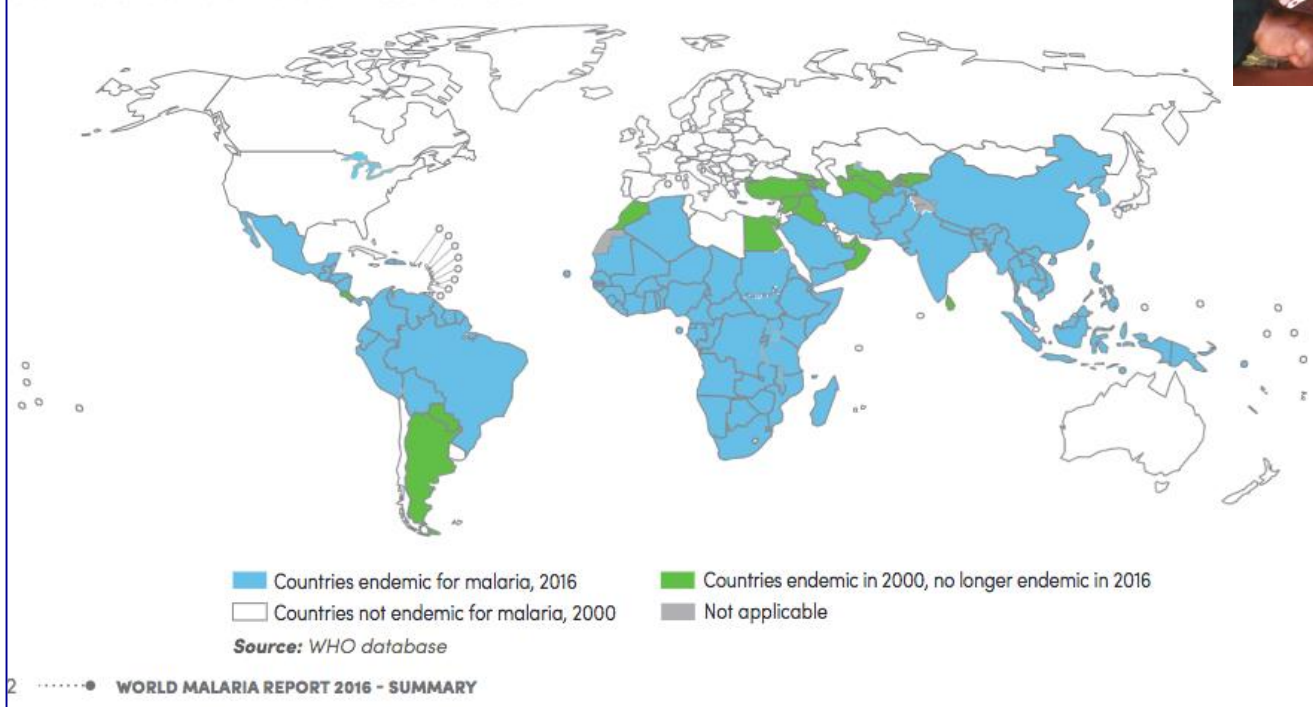 Countries endemic for malaria, 2016
Countries not endemic for malaria, 2000
Countries endemic in 2000, no longer endemic in 2016
Not applicable
Source: WHO database
2 WORLD MALARIA REPORT 2016 - SUMMARY